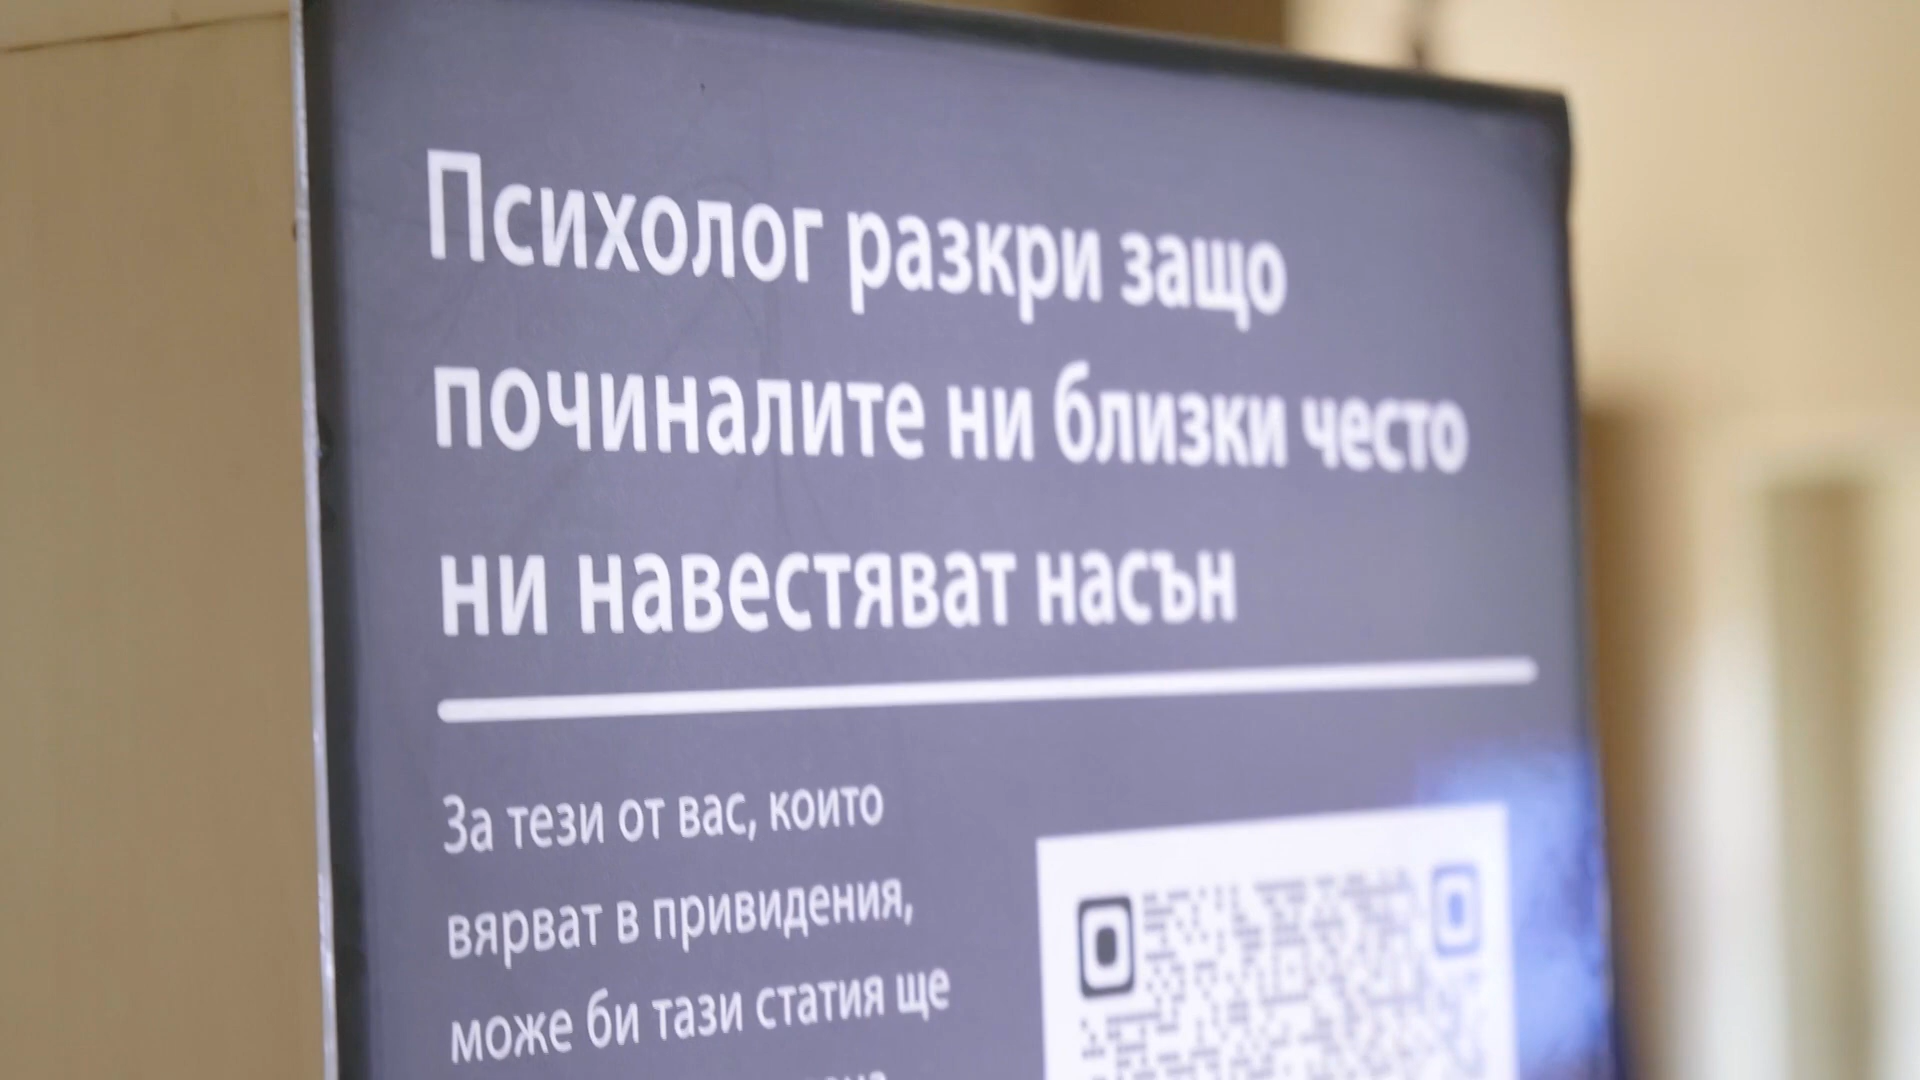 Психолог разкри защо
починалите ни близки често
ни навестяват насън
За тези от вас, които
вярват в привидения,
може би тази статия ще